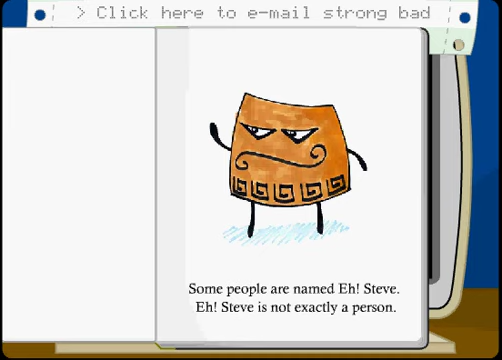 > Click here to e-mail strong bad
Some people are named Eh! Steve.
Eh! Steve is not exactly a person.